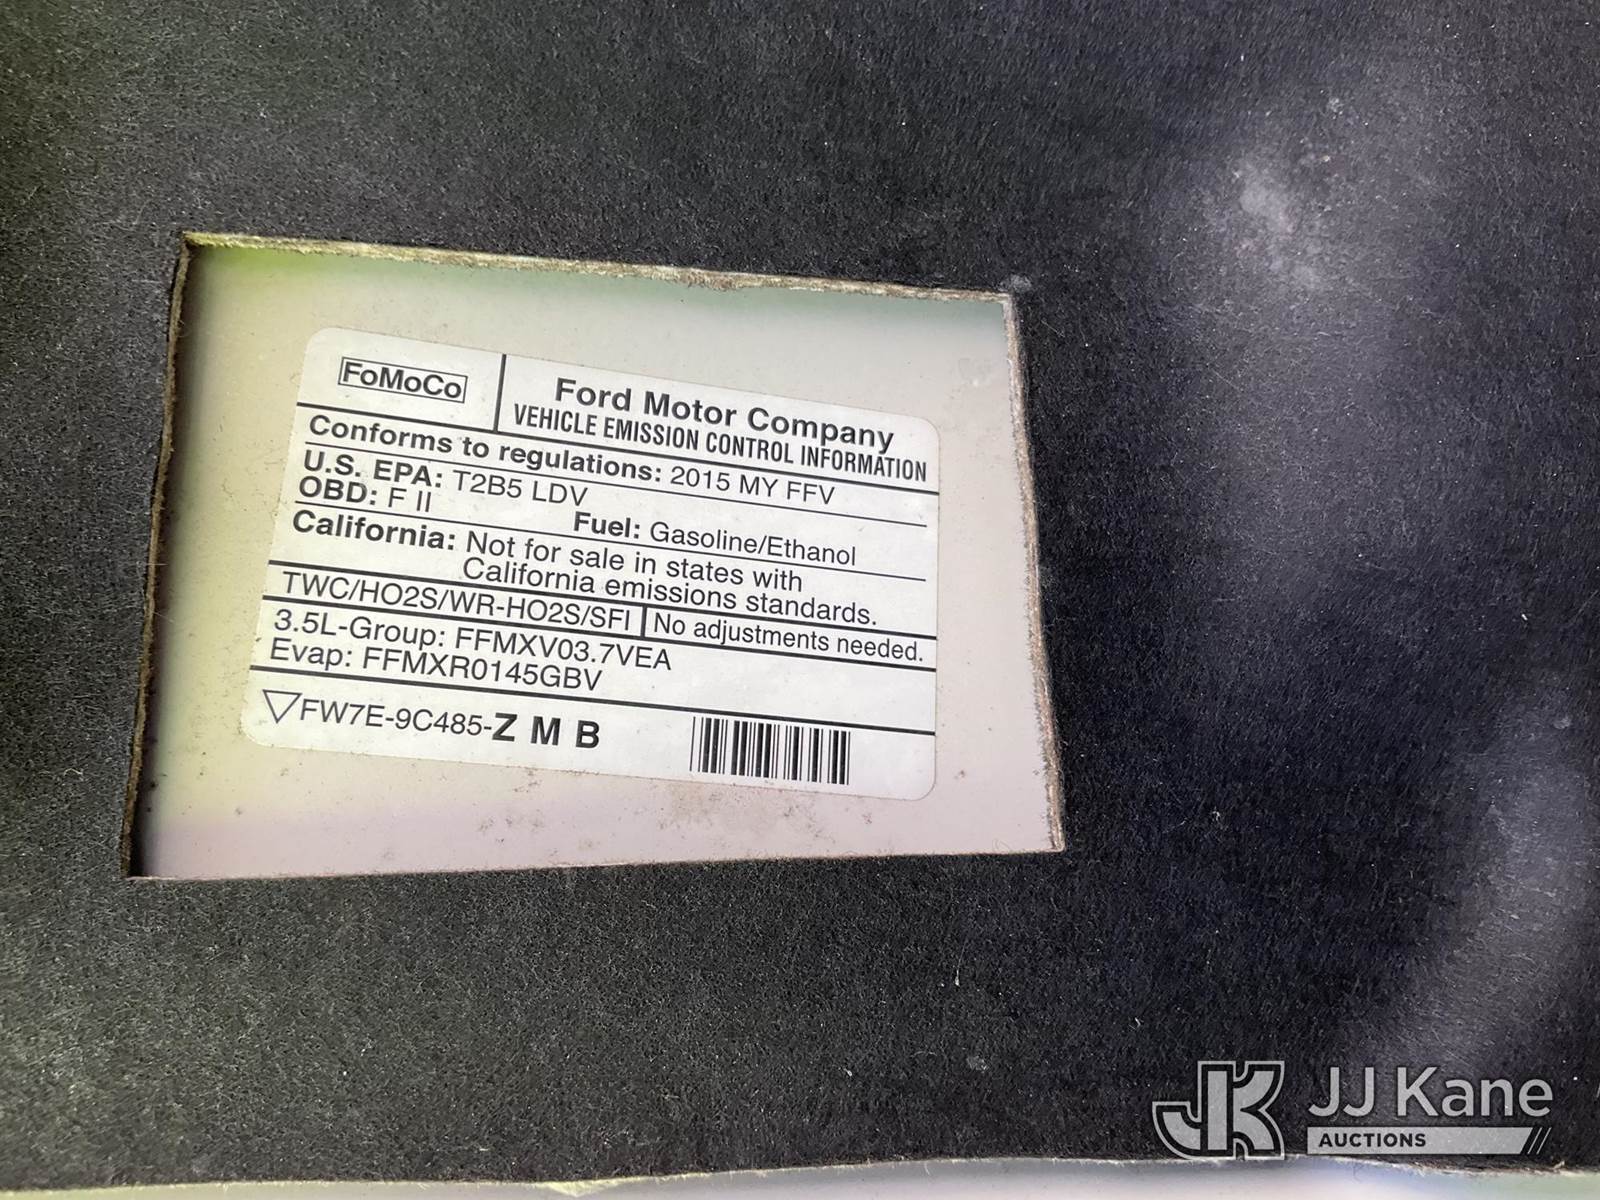 FoMoCo
Ford Motor Company
VEHICLE EMISSION CONTROL INFORMATION
Conforms to regulations: 2015 MY FFV
U.S. EPA: T2B5 LDV
OBD: F II
Fuel: Gasoline/Ethanol
California: Not for sale in states with
California emissions standards.
TWC/HO2S/WR-HO2S/SFI
No adjustments needed.
3.5L-Group: FFMXV03.7VEA
Evap: FFMXR0145GBV
FW7E-9C485-Z M B
JK
JJ Kane
AUCTIONS